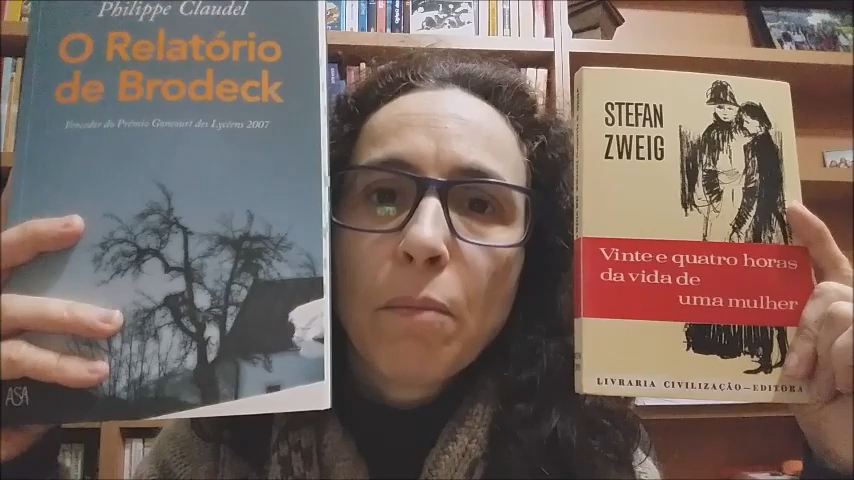 Philippe Claudel
O Relatório
de Brodeck
Vencedor do Prémio Goncourt des Lycéens 2007
ASA
STEFAN
ZWEIG
Vinte e quatro horas
da vida de
uma mulher
LIVRARIA CIVILIZAÇÃO—EDITORA